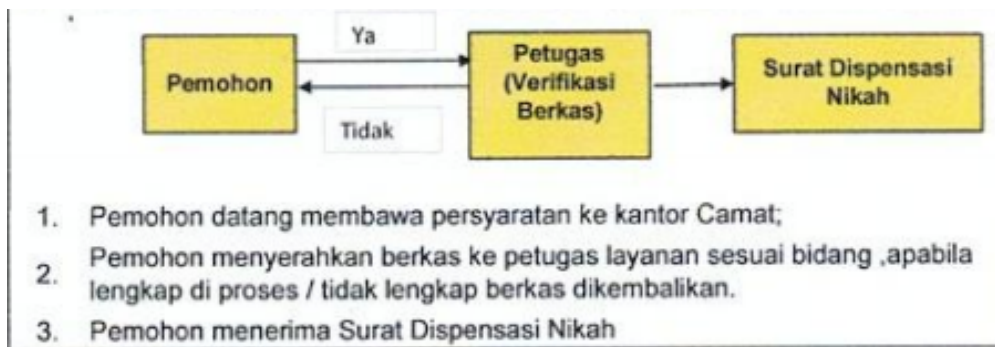 Ya
Pemohon
Petugas
(Verifikasi
Berkas)
Surat Dispensasi
Nikah
Tidak
1. Pemohon datang membawa persyaratan ke kantor Camat;
2. Pemohon menyerahkan berkas ke petugas layanan sesuai bidang ,apabila
lengkap di proses / tidak lengkap berkas dikembalikan.
3. Pemohon menerima Surat Dispensasi Nikah